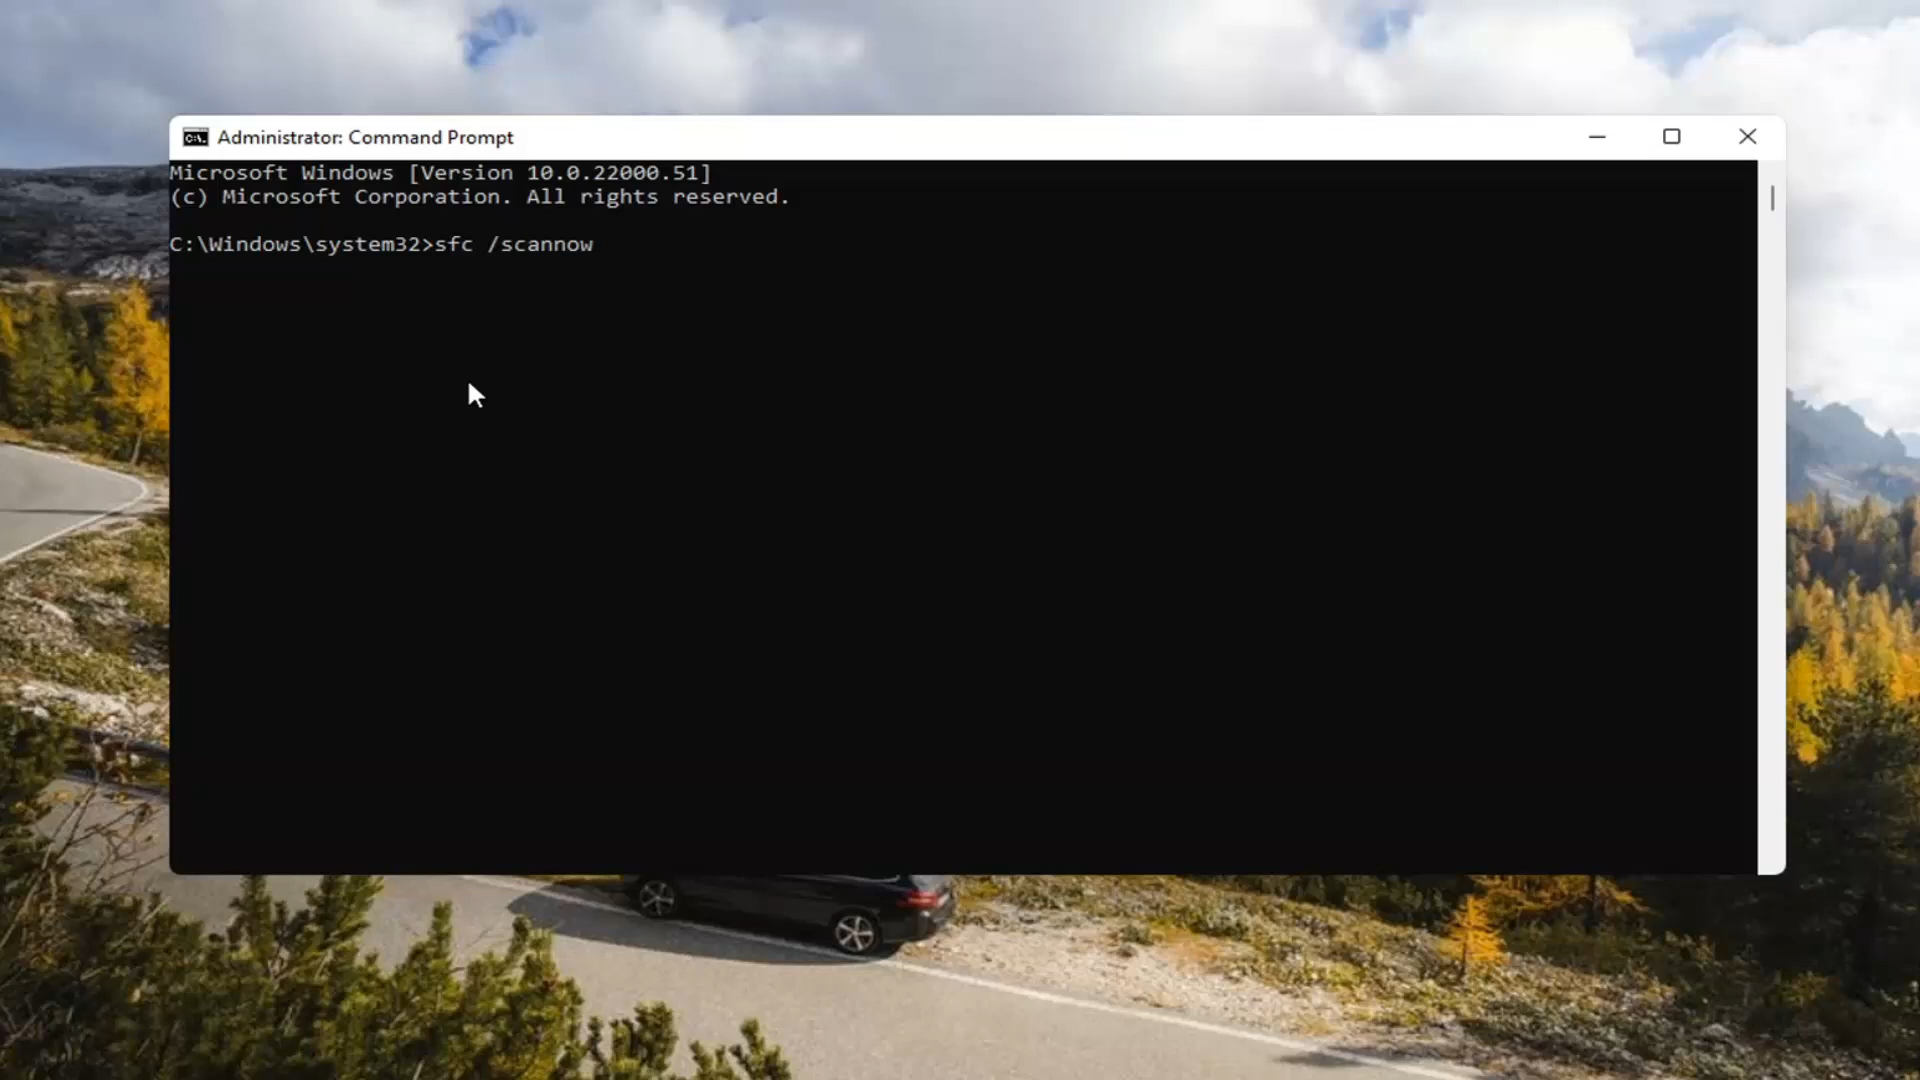 Administrator: Command Prompt
Microsoft Windows [Version 10.0.22000.51]
(c) Microsoft Corporation. All rights reserved.
C:\Windows\system32>sfc /scannow